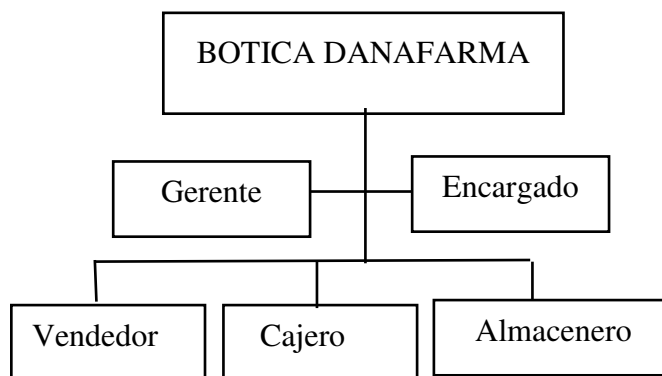 BOTICA DANAFARMA
Gerente
Encargado
Vendedor
Cajero
Almacenero